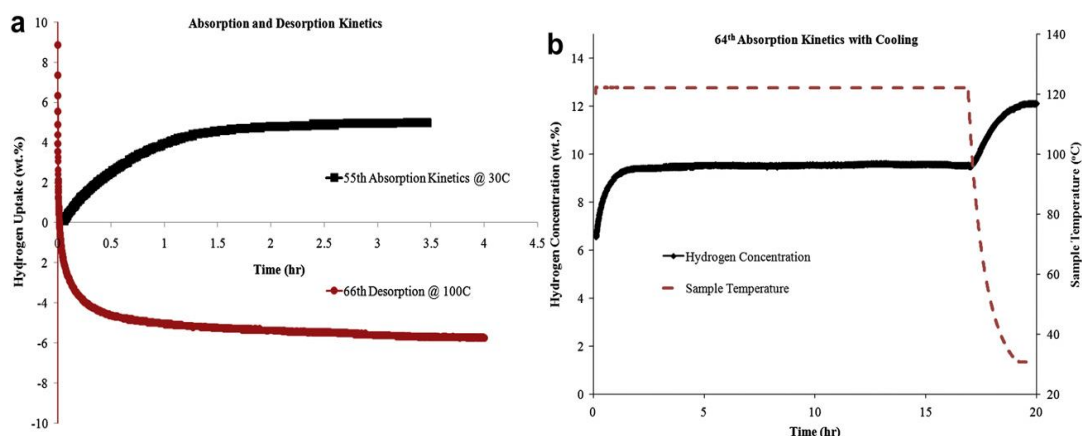 a
Absorption and Desorption Kinetics
10
8
6
4
2
0
2
-4
-6
-8
-10
Hydrogen Uptake (wt.%)
0 0.5 1 1.5 2 2.5 3 3.5 4 4.5
Time (hr)
55th Absorption Kinetics @ 30C
66th Desorption @ 100C
b
64th Absorption Kinetics with Cooling
14
12
10
8
6
4
2
0
Hydrogen Concentration (wt.%)
Hydrogen Concentration
Sample Temperature
0 5 10 15 20
Time (hr)
140
120
100
80
60
40
20
Sample Temperature (°C)